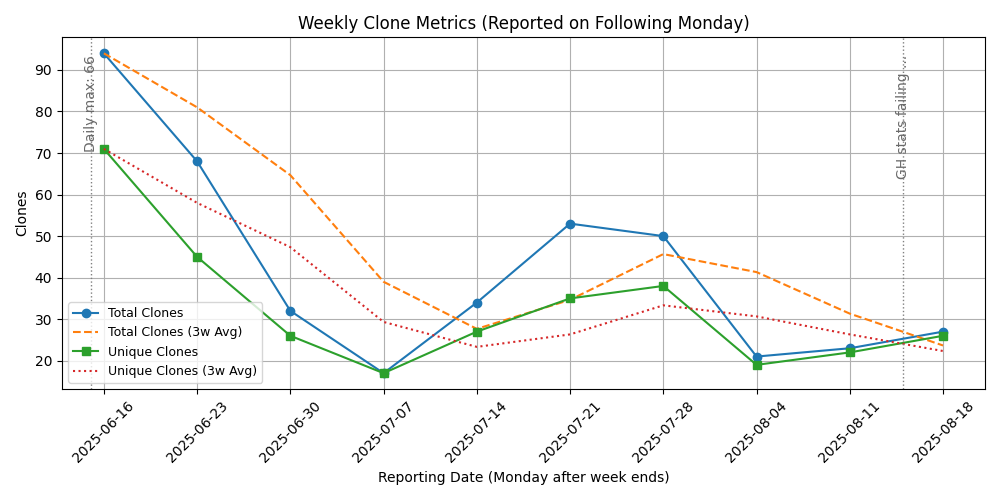 Weekly Clone Metrics (Reported on Following Monday)
Clones
90
80
70
60
50
40
30
20
Daily max: 66
GH stats failing ...
Total Clones
Total Clones (3w Avg)
Unique Clones
Unique Clones (3w Avg)
2025-06-16
2025-06-23
2025-06-30
2025-07-07
2025-07-14
2025-07-21
2025-07-28
2025-08-04
2025-08-11
2025-08-18
Reporting Date (Monday after week ends)